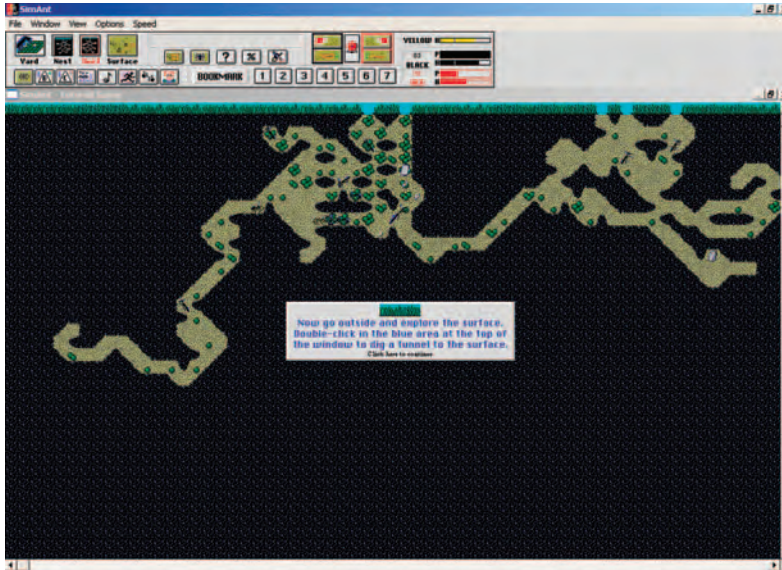 SimAnt
File Window View Options Speed
Yard Nest Surface
YELLOW
BLACK
BOOKMARK 1 2 3 4 5 6 7
Now go outside and explore the surface.
Double-click in the blue area at the top of
the window to dig a tunnel to the surface.
Click here to continue